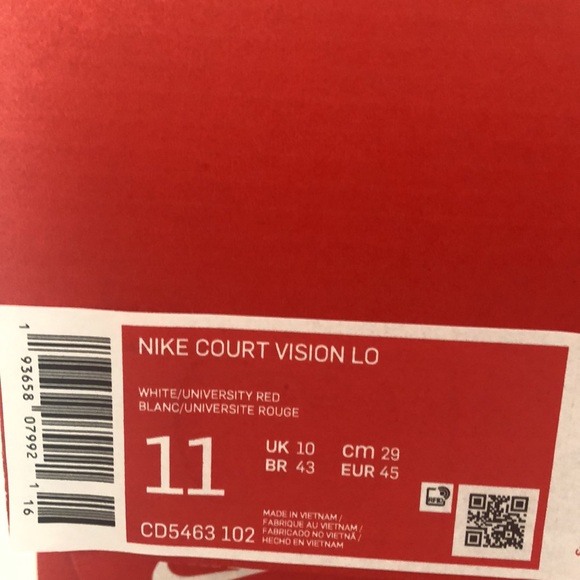 NIKE COURT VISION LO
WHITE/UNIVERSITY RED
BLANC/UNIVERSITE ROUGE
11
UK 10 cm 29
BR 43 EUR 45
CD5463 102
MADE IN VIETNAM /
FABRIQUE AU VIETNAM /
FABRICADO NO VIETNÃ /
HECHO EN VIETNAM
RFID
1 93658 07992 1 16